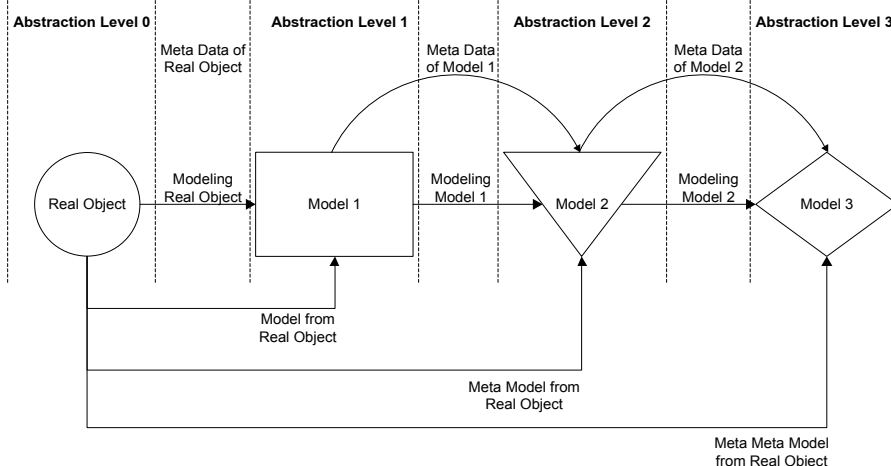 Abstraction Level 0
Abstraction Level 1
Abstraction Level 2
Abstraction Level 3
Meta Data of
Real Object
Meta Data
of Model 1
Meta Data
of Model 2
Real Object
Modeling
Real Object
Model 1
Modeling
Model 1
Model 2
Modeling
Model 2
Model 3
Model from
Real Object
Meta Model from
Real Object
Meta Meta Model
from Real Object